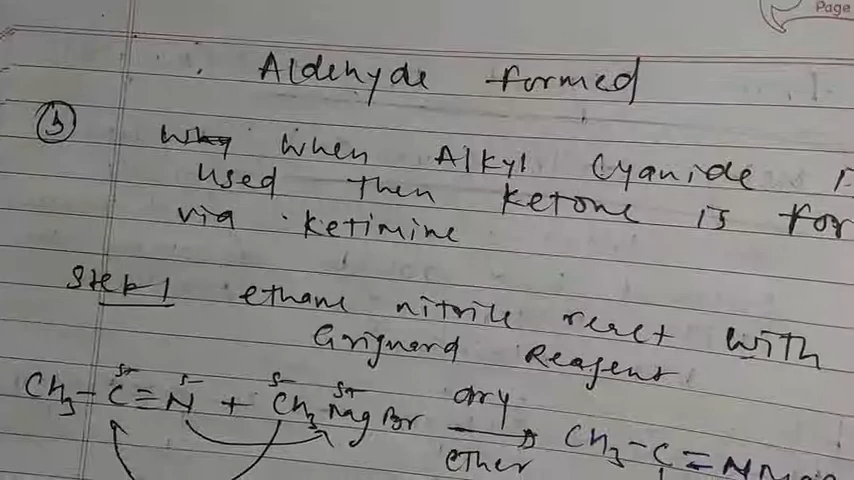 Page
Aldehyde formed
③ when Alkyl Cyanide
used then ketone is for
via ketimine
Step 1 ethane nitrile react with
Grignard Reagent
CH₃-C≡N + CH₃MgBr dry ether → CH₃-C=N
δ+ δ- δ- δ+